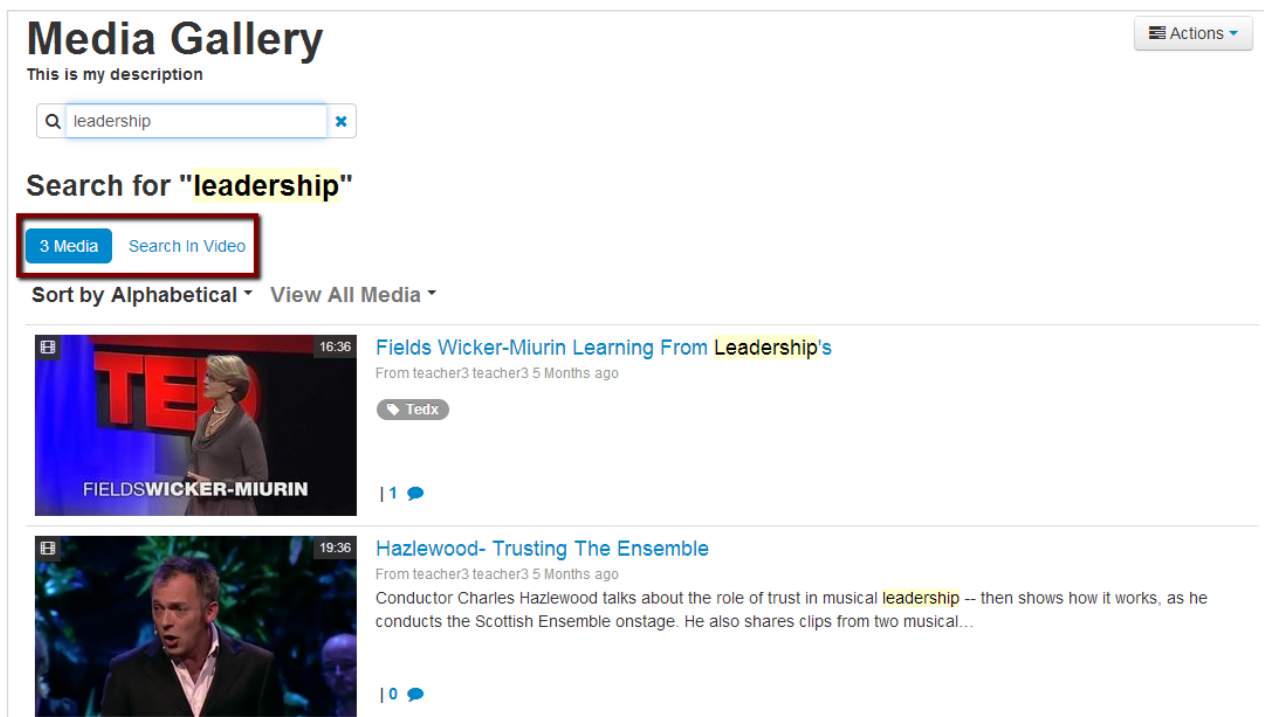 Media Gallery
Actions
This is my description
leadership
Search for "leadership"
3 Media Search In Video
Sort by Alphabetical View All Media
16:36
TED
FIELDSWICKER-MIURIN
Fields Wicker-Miurin Learning From Leadership's
From teacher3 teacher3 5 Months ago
Tedx
| 1
19:36
Hazlewood- Trusting The Ensemble
From teacher3 teacher3 5 Months ago
Conductor Charles Hazlewood talks about the role of trust in musical leadership -- then shows how it works, as he
conducts the Scottish Ensemble onstage. He also shares clips from two musical...
| 0